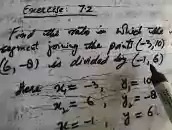 Exercise: 7.2
Find the ratio in which the
segment joining the points (-3, 10)
(6, -8) is divided by (-1, 6)
Here x₁ = -3, y₁ = 10
x₂ = 6, y₂ = -8
x = -1, y = 6